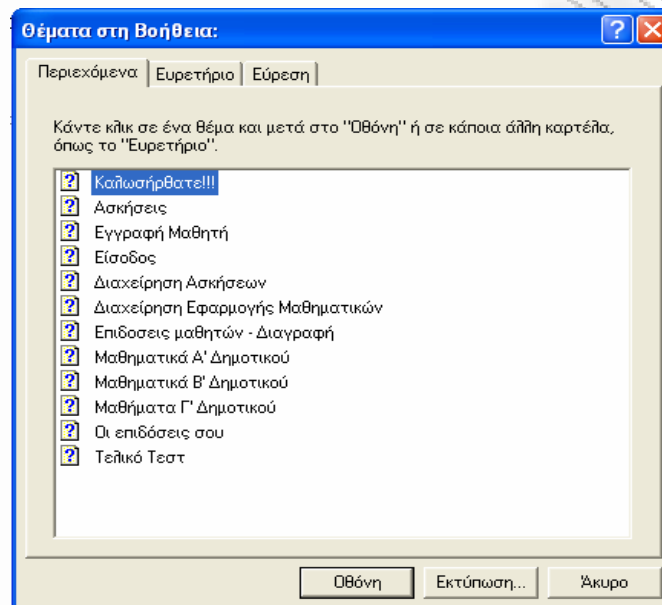 Θέματα στη Βοήθεια:
Περιεχόμενα Ευρετήριο Εύρεση
Κάντε κλικ σε ένα θέμα και μετά στο "Οθόνη" ή σε κάποια άλλη καρτέλα,
όπως το "Ευρετήριο".
Καλωσήρθατε!!!
Ασκήσεις
Εγγραφή Μαθητή
Είσοδος
Διαχείρηση Ασκήσεων
Διαχείρηση Εφαρμογής Μαθηματικών
Επιδοσεις μαθητών - Διαγραφή
Μαθηματικά Α' Δημοτικού
Μαθηματικά Β' Δημοτικού
Μαθήματα Γ' Δημοτικού
Οι επιδόσεις σου
Τελικό Τεστ
Οθόνη Εκτύπωση... Άκυρο